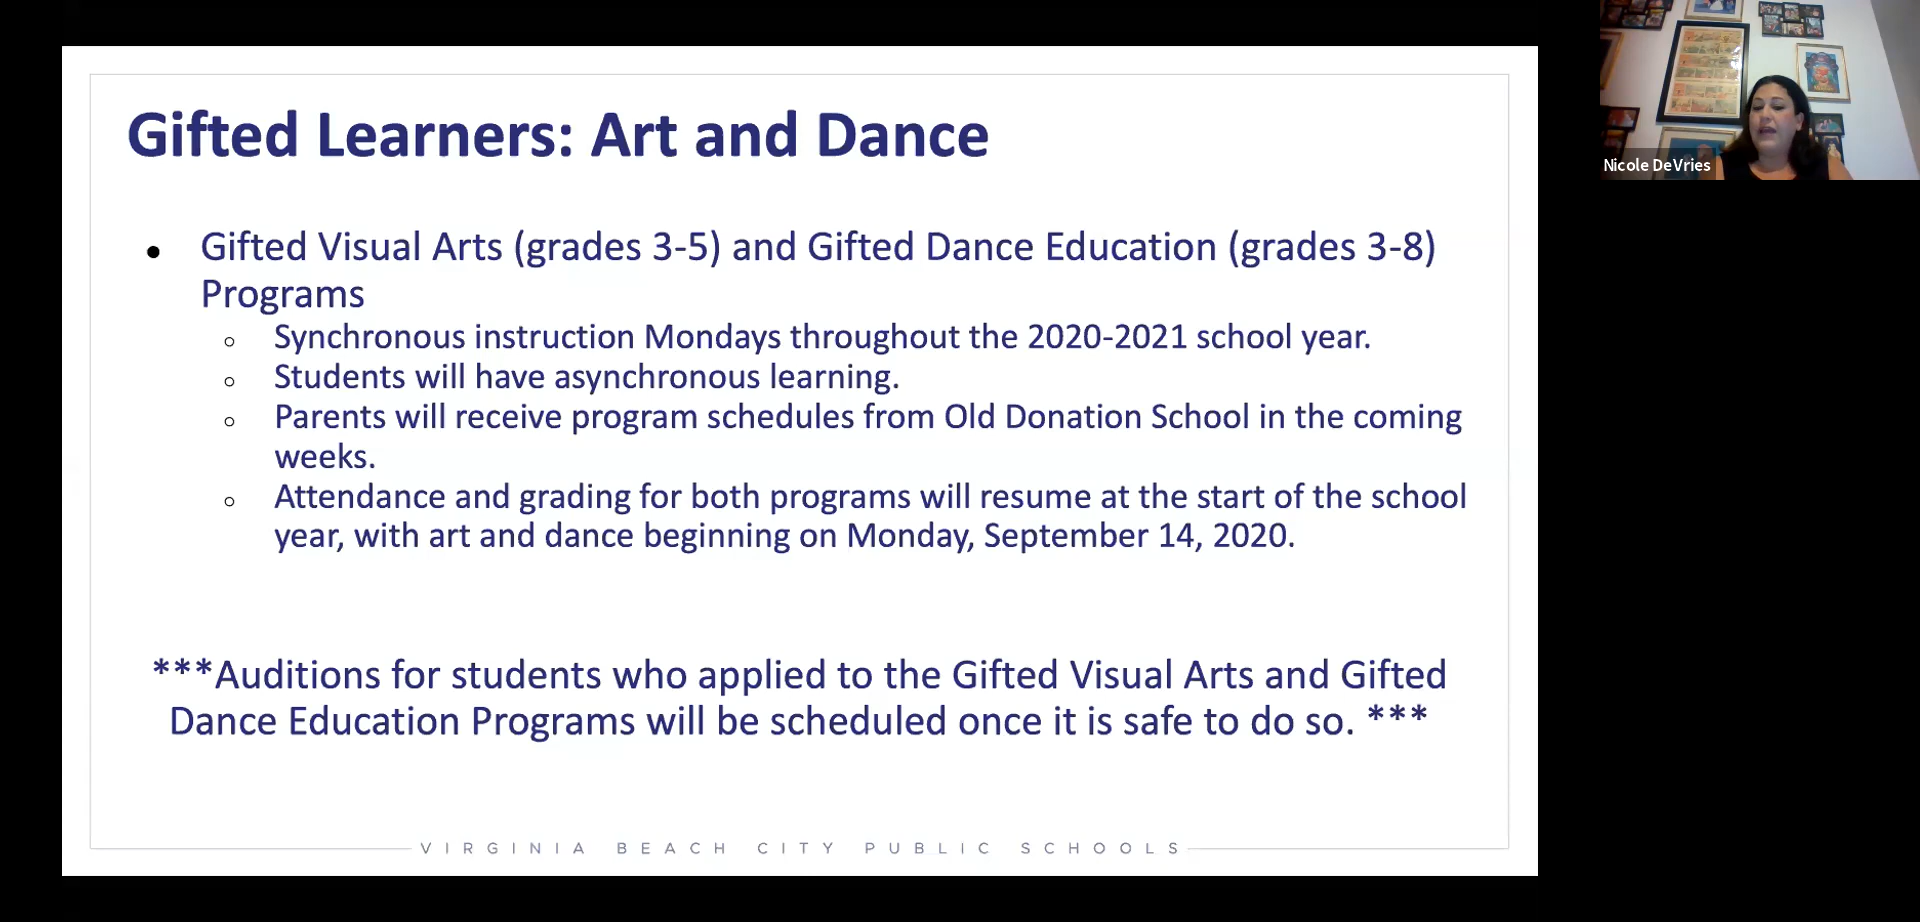 Gifted Learners: Art and Dance
● Gifted Visual Arts (grades 3-5) and Gifted Dance Education (grades 3-8)
Programs
○ Synchronous instruction Mondays throughout the 2020-2021 school year.
○ Students will have asynchronous learning.
○ Parents will receive program schedules from Old Donation School in the coming
weeks.
○ Attendance and grading for both programs will resume at the start of the school
year, with art and dance beginning on Monday, September 14, 2020.
***Auditions for students who applied to the Gifted Visual Arts and Gifted
Dance Education Programs will be scheduled once it is safe to do so. ***
VIRGINIA BEACH CITY PUBLIC SCHOOLS
Nicole DeVries